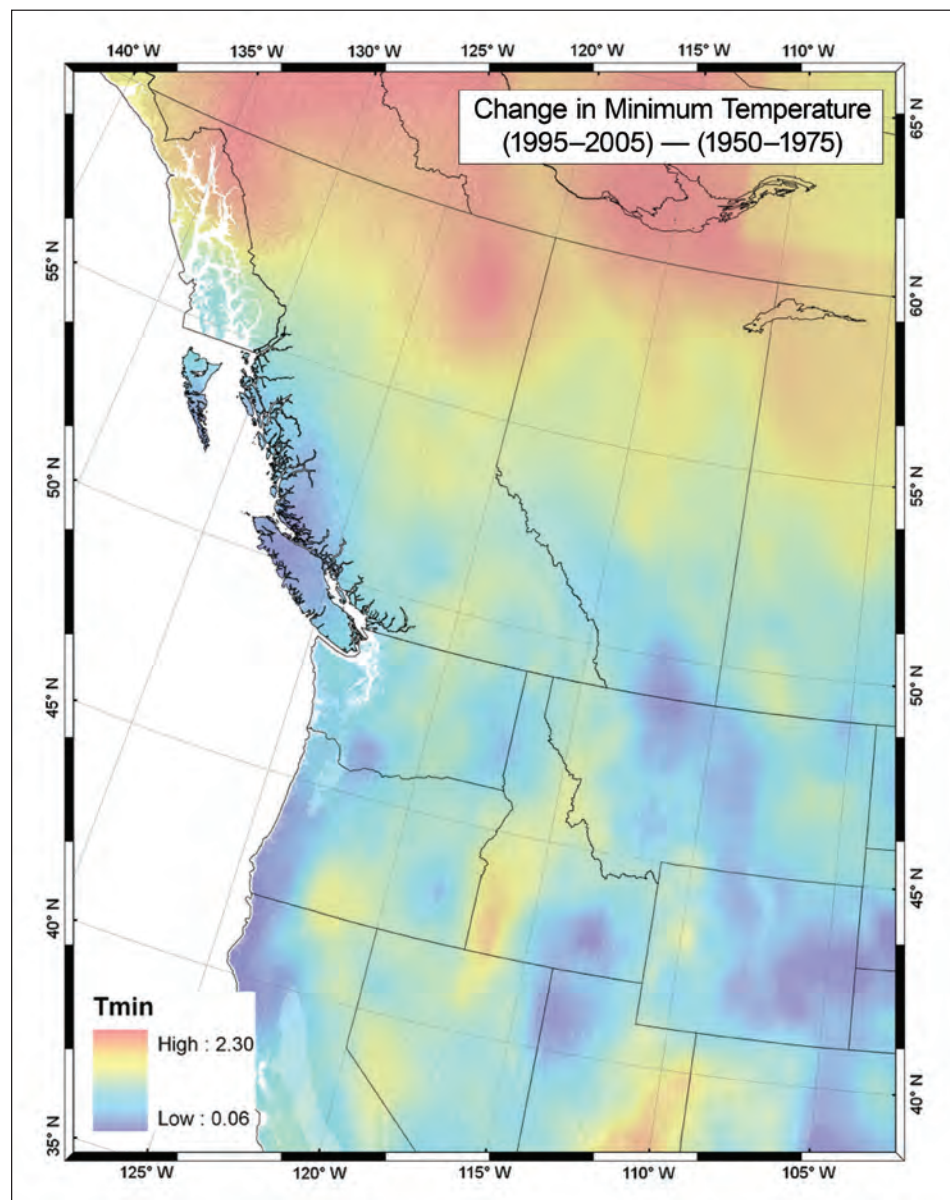 140° W 135° W 130° W 125° W 120° W 115° W 110° W
Change in Minimum Temperature
(1995–2005) — (1950–1975)
65° N
55° N
60° N
50° N
55° N
45° N
50° N
40° N
45° N
35° N
40° N
Tmin
High : 2.30
Low : 0.06
125° W 120° W 115° W 110° W 105° W